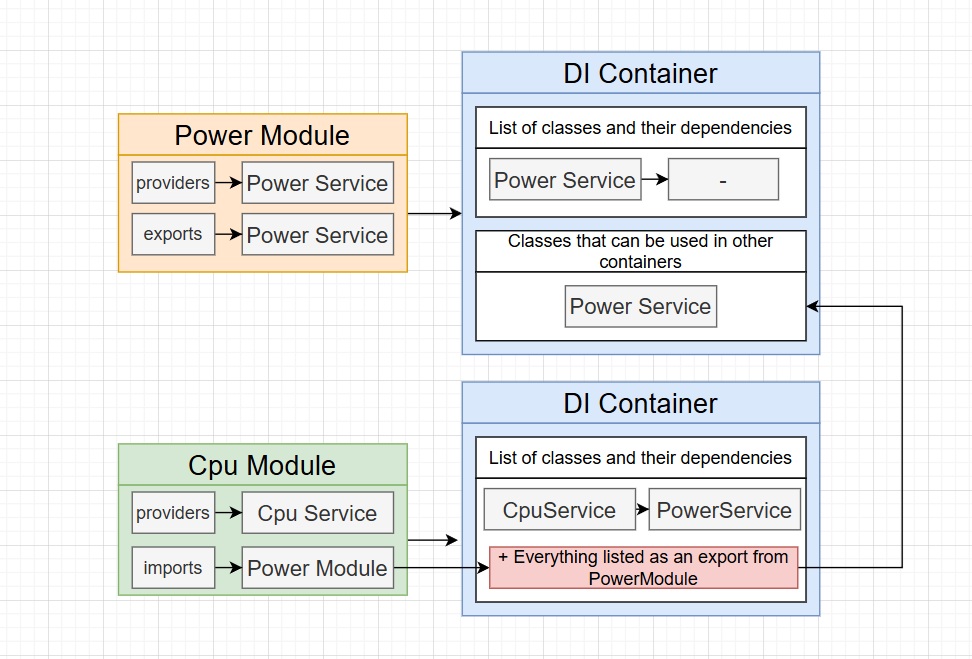 DI Container
List of classes and their dependencies
Power Module
providers
Power Service
exports
Power Service
Power Service
-
Classes that can be used in other
containers
Power Service
DI Container
List of classes and their dependencies
Cpu Module
providers
Cpu Service
imports
Power Module
CpuService
PowerService
+ Everything listed as an export from
PowerModule